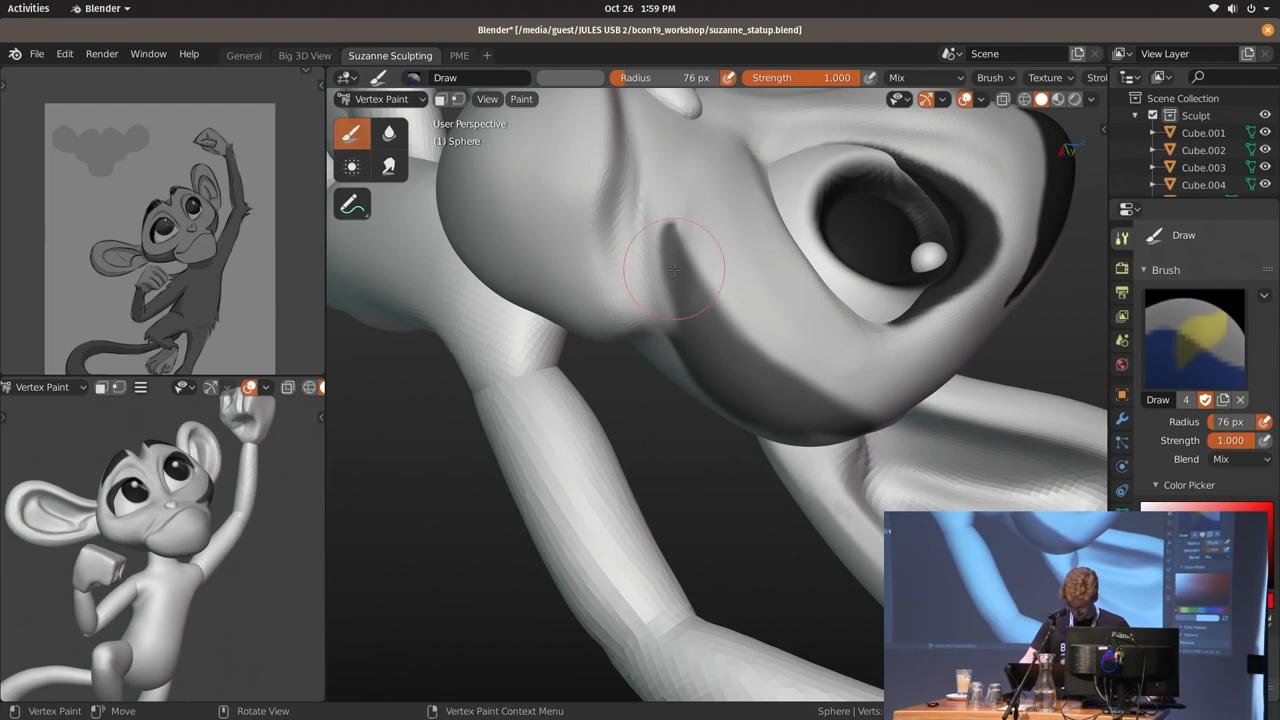 Activities
Blender
Oct 26 1:59 PM
Blender* [/media/guest/JULES USB 2/bcon19_workshop/suzanne_statup.blend]
File Edit Render Window Help
General Big 3D View Suzanne Sculpting PME +
Scene
View Layer
Draw
Radius 76 px
Strength 1.000
Mix
Brush
Texture
Strol
Vertex Paint
View
Paint
User Perspective
(1) Sphere
Scene Collection
Sculpt
Cube.001
Cube.002
Cube.003
Cube.004
Draw
Brush
Draw 4
Radius 76 px
Strength 1.000
Blend Mix
Color Picker
Vertex Paint
Vertex Paint
Move
Rotate View
Vertex Paint Context Menu
Sphere | Verts: